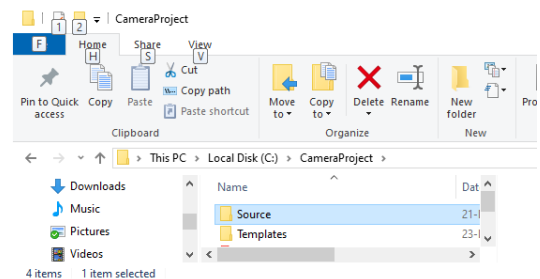 CameraProject
1 2
F Home Share View
H S V
Pin to Quick access
Copy
Paste
Cut
Copy path
Paste shortcut
Move to
Copy to
Delete
Rename
New folder
Clipboard
Organize
New
This PC > Local Disk (C:) > CameraProject >
Downloads
Music
Pictures
Videos
Name
Source
Templates
4 items 1 item selected